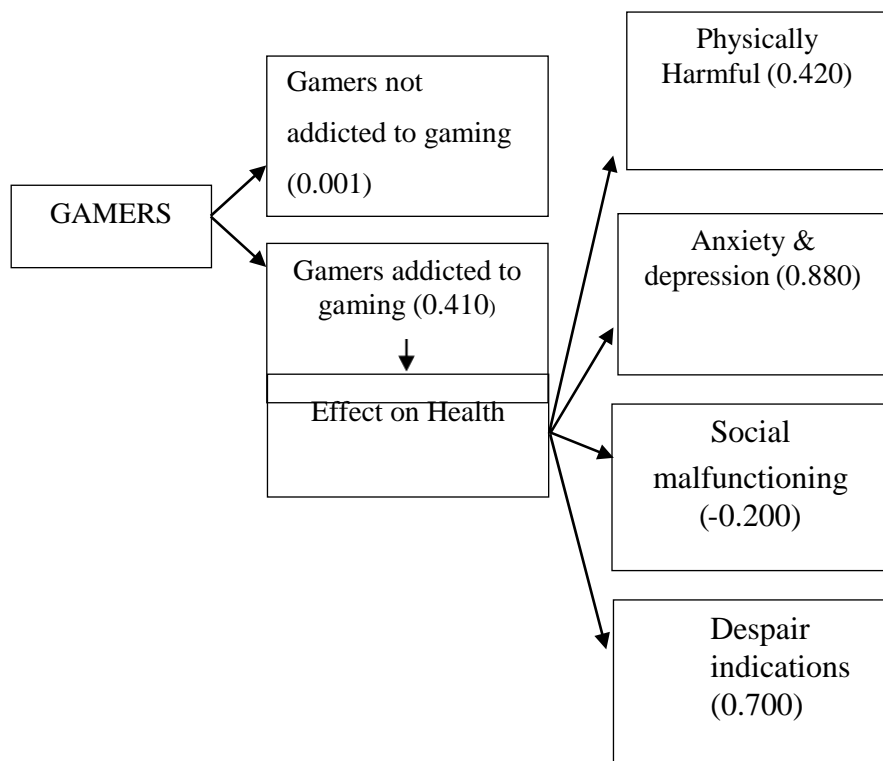 GAMERS
Gamers not
addicted to gaming
(0.001)
Gamers addicted to
gaming (0.410)
Effect on Health
Physically
Harmful (0.420)
Anxiety &
depression (0.880)
Social
malfunctioning
(-0.200)
Despair
indications
(0.700)